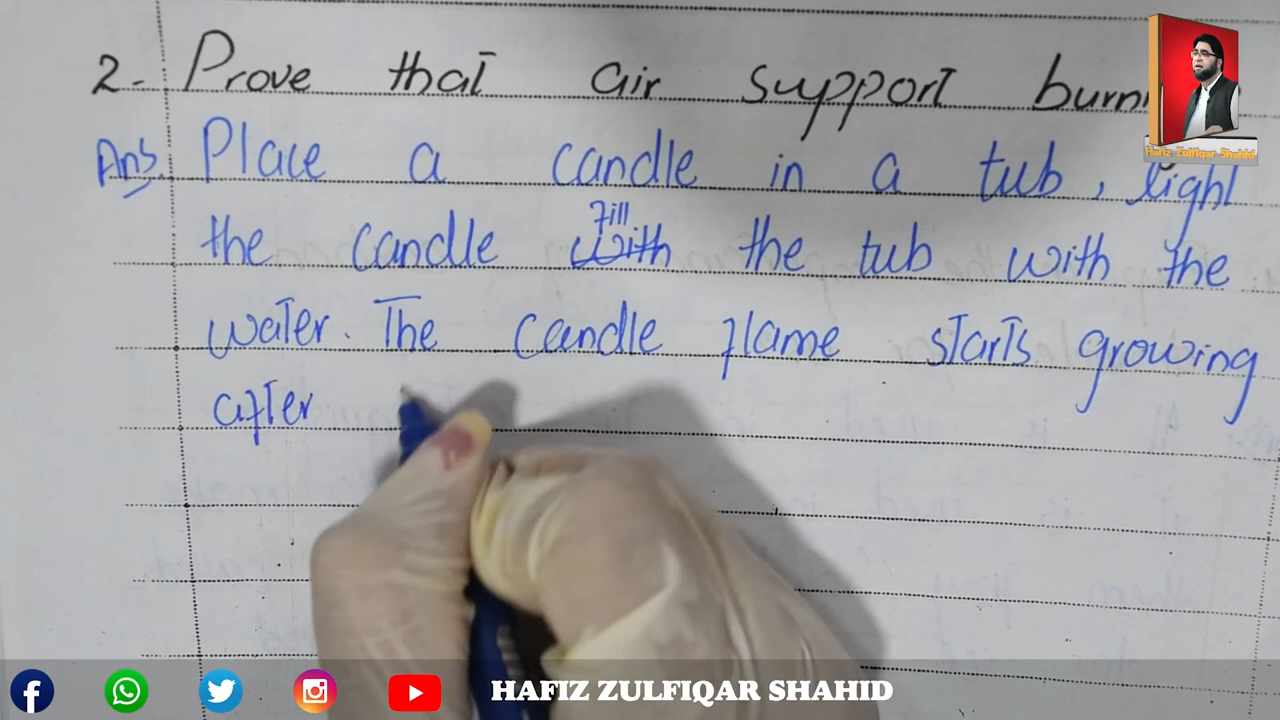 2- Prove that air support
Ans. Place a candle in a tub, light
the candle fill with the tub with the
water. The candle flame starts growing
after
Hafiz Zulfiqar Shahid
HAFIZ ZULFIQAR SHAHID